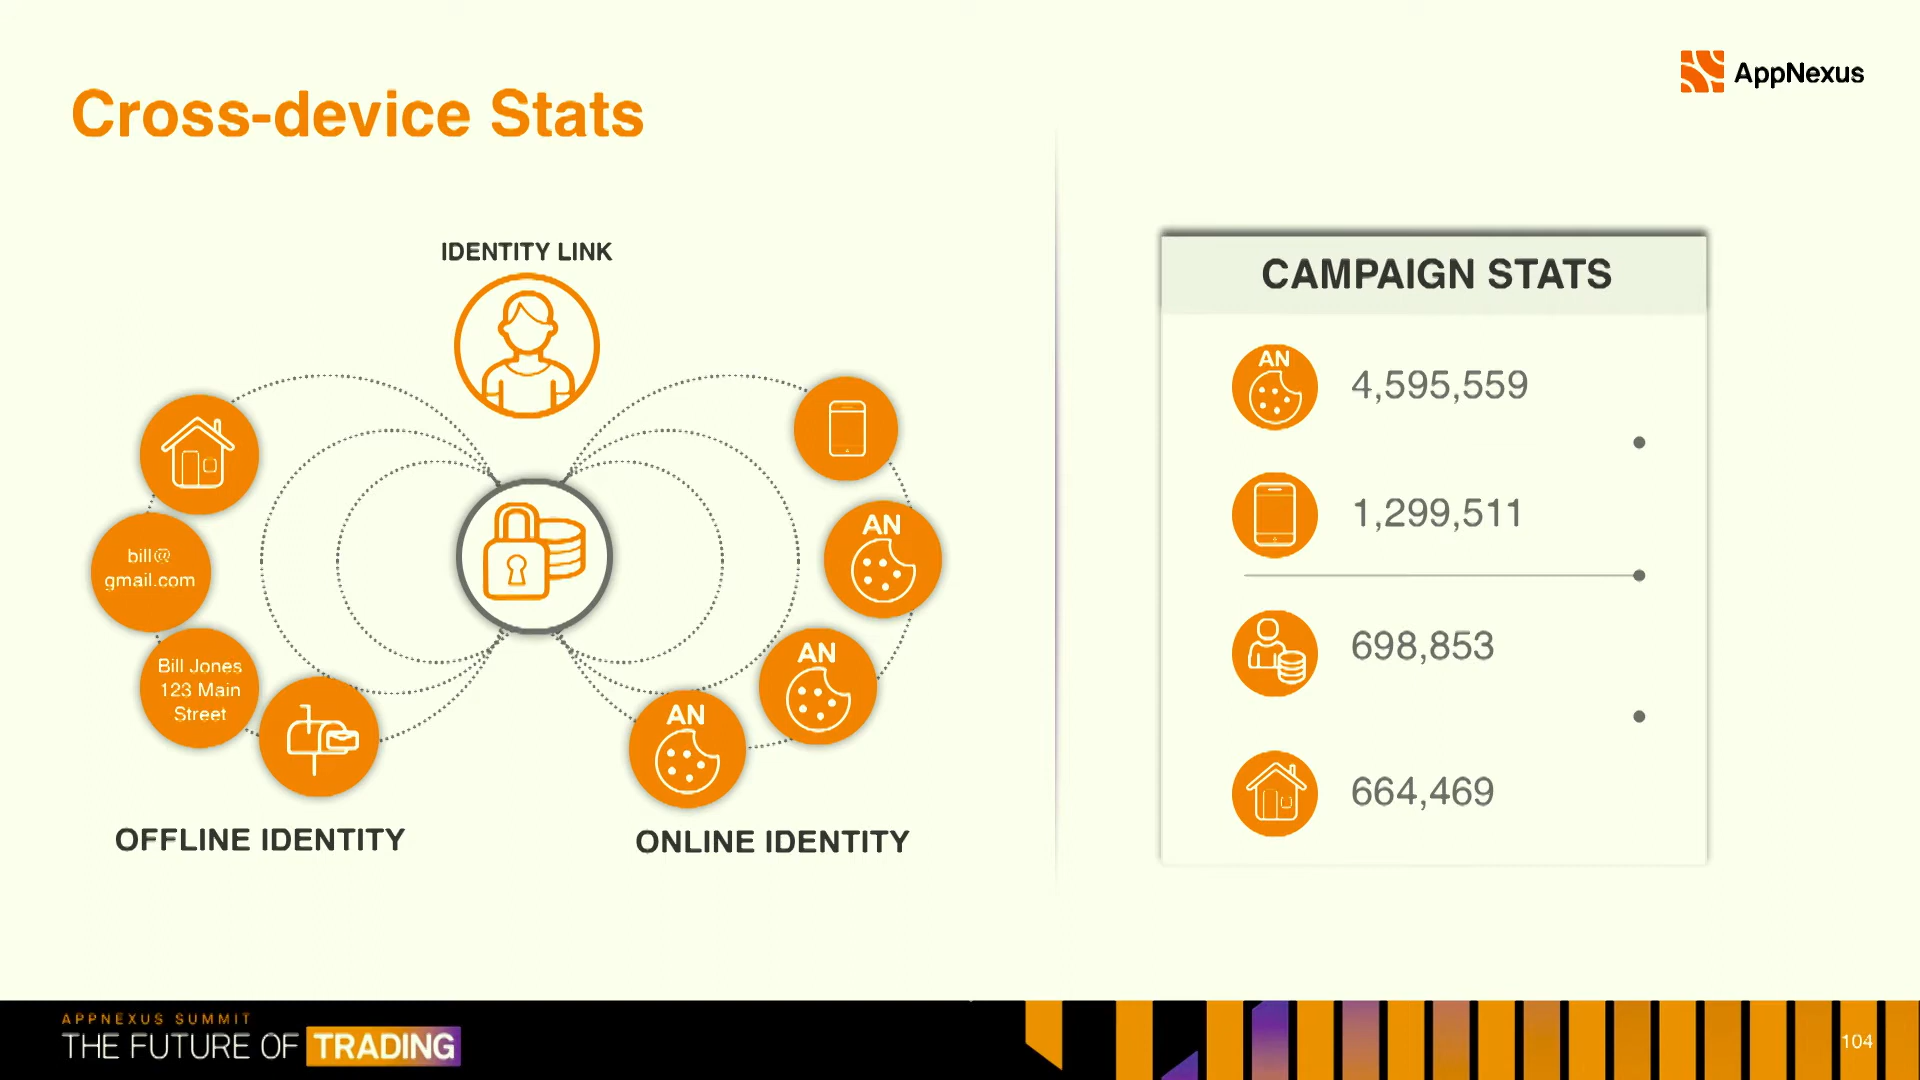 AppNexus
Cross-device Stats
IDENTITY LINK
bill@
gmail.com
Bill Jones
123 Main
Street
AN
AN
AN
OFFLINE IDENTITY
ONLINE IDENTITY
CAMPAIGN STATS
AN
4,595,559
1,299,511
698,853
664,469
APPNEXUS SUMMIT
THE FUTURE OF TRADING
104